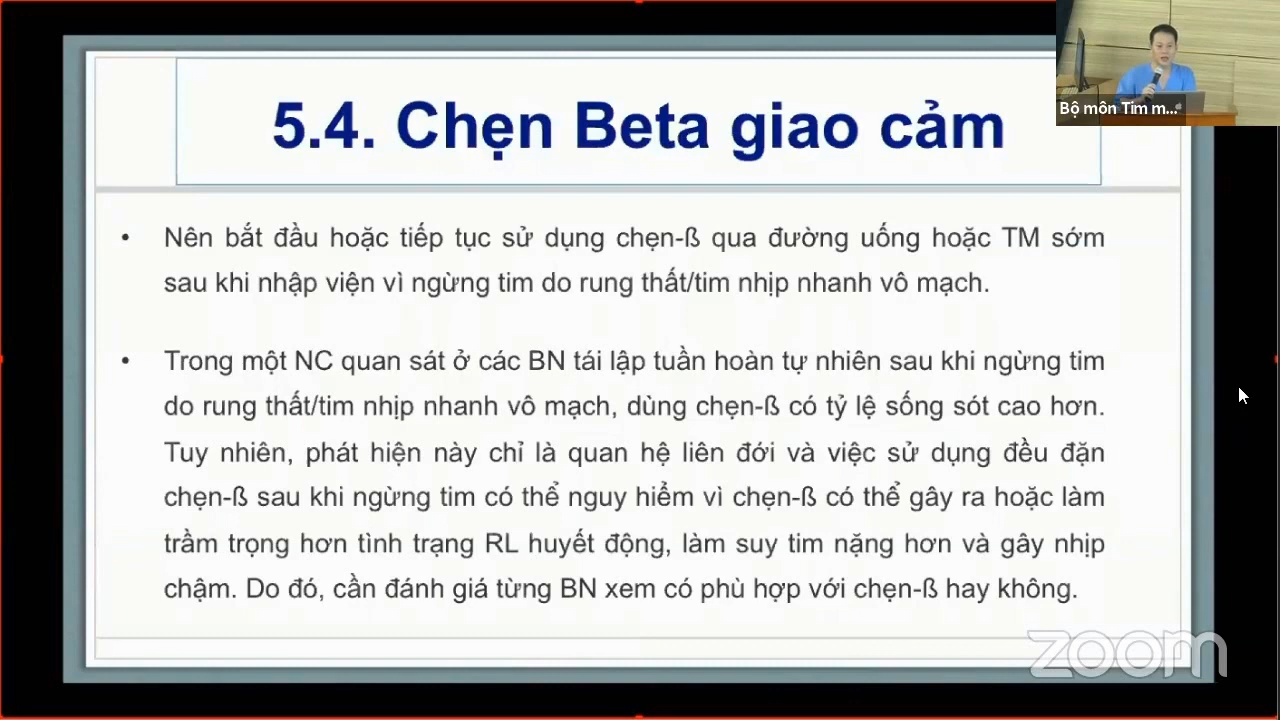 5.4. Chẹn Beta giao cảm
Bộ môn Tim m...
• Nên bắt đầu hoặc tiếp tục sử dụng chẹn-ß qua đường uống hoặc TM sớm
sau khi nhập viện vì ngừng tim do rung thất/tim nhịp nhanh vô mạch.
• Trong một NC quan sát ở các BN tái lập tuần hoàn tự nhiên sau khi ngừng tim
do rung thất/tim nhịp nhanh vô mạch, dùng chẹn-ß có tỷ lệ sống sót cao hơn.
Tuy nhiên, phát hiện này chỉ là quan hệ liên đới và việc sử dụng đều đặn
chẹn-ß sau khi ngừng tim có thể nguy hiểm vì chẹn-ß có thể gây ra hoặc làm
trầm trọng hơn tình trạng RL huyết động, làm suy tim nặng hơn và gây nhịp
chậm. Do đó, cần đánh giá từng BN xem có phù hợp với chẹn-ß hay không.
zoom